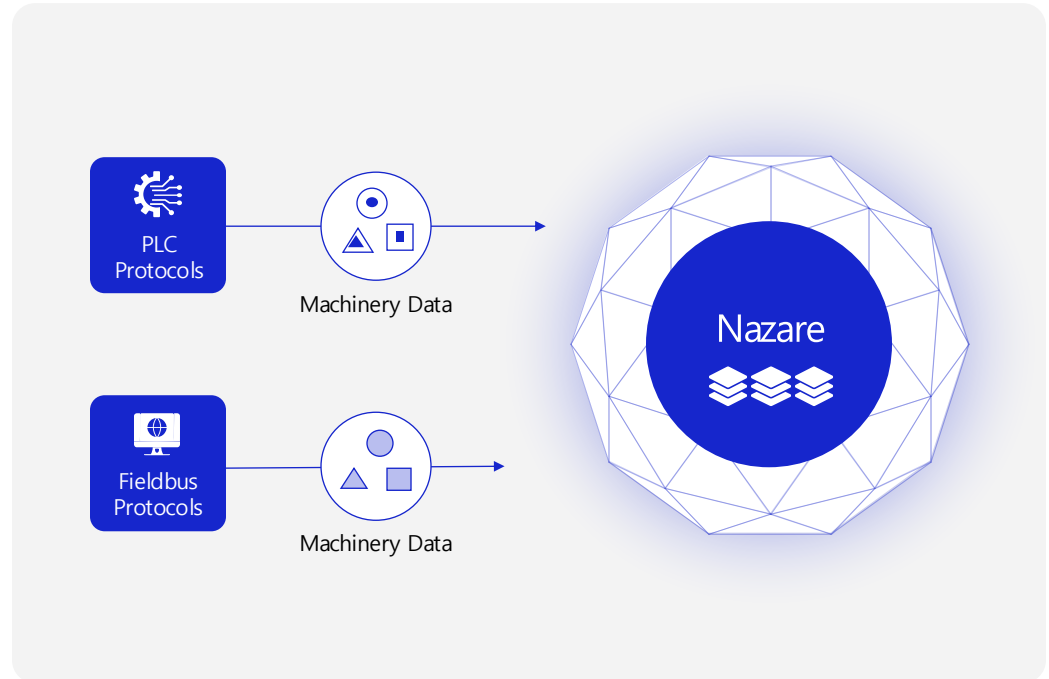 PLC
Protocols
Machinery Data
Nazare
Fieldbus
Protocols
Machinery Data